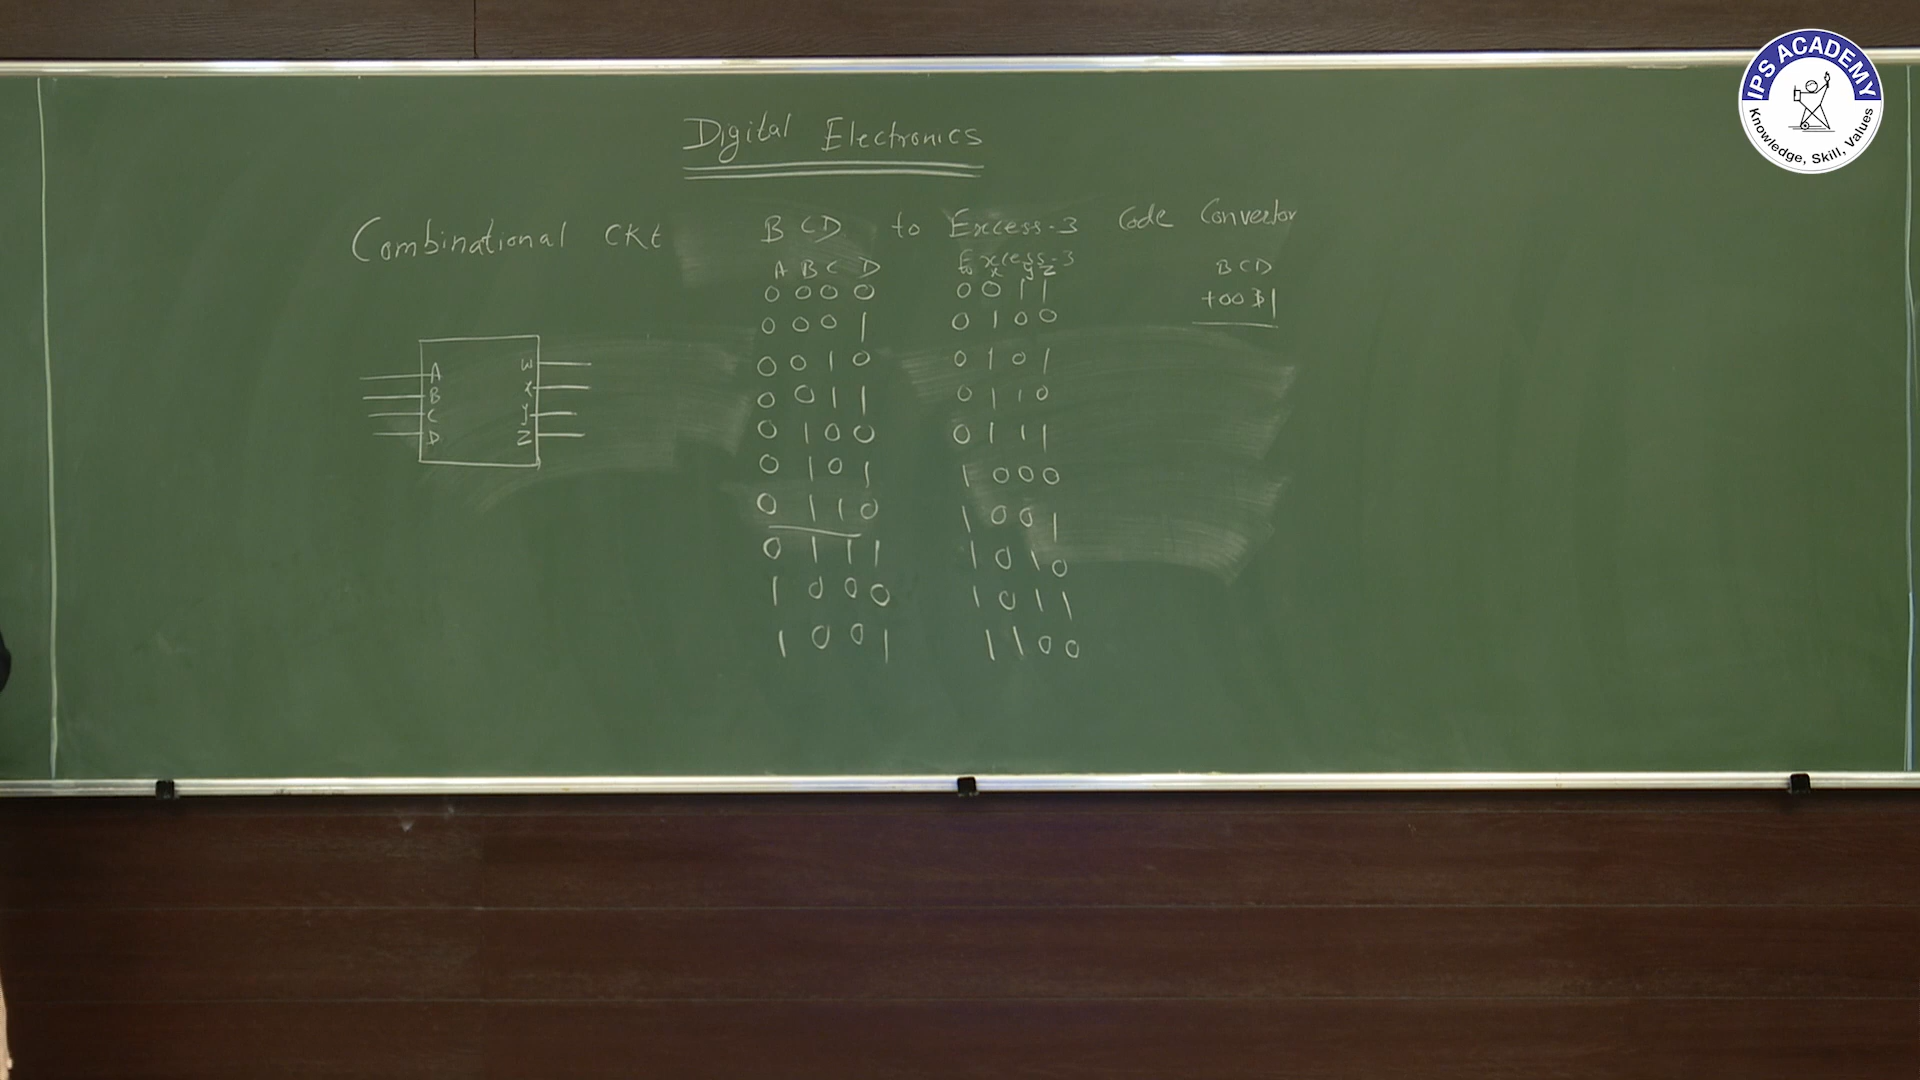 IPS ACADEMY
Knowledge, Skill, Values
Digital Electronics
Combinational CKt
BCD to Excess-3 Code Convertor
A B C D
Excess-3
w x y z
0 0 0 0 0 0 1 1
0 0 0 1 0 1 0 0
0 0 1 0 0 1 0 1
0 0 1 1 0 1 1 0
0 1 0 0 0 1 1 1
0 1 0 1 1 0 0 0
0 1 1 0 1 0 0 1
0 1 1 1 1 0 1 0
1 0 0 0 1 0 1 1
1 0 0 1 1 1 0 0
BCD
+0011
A W
B X
C Y
D Z